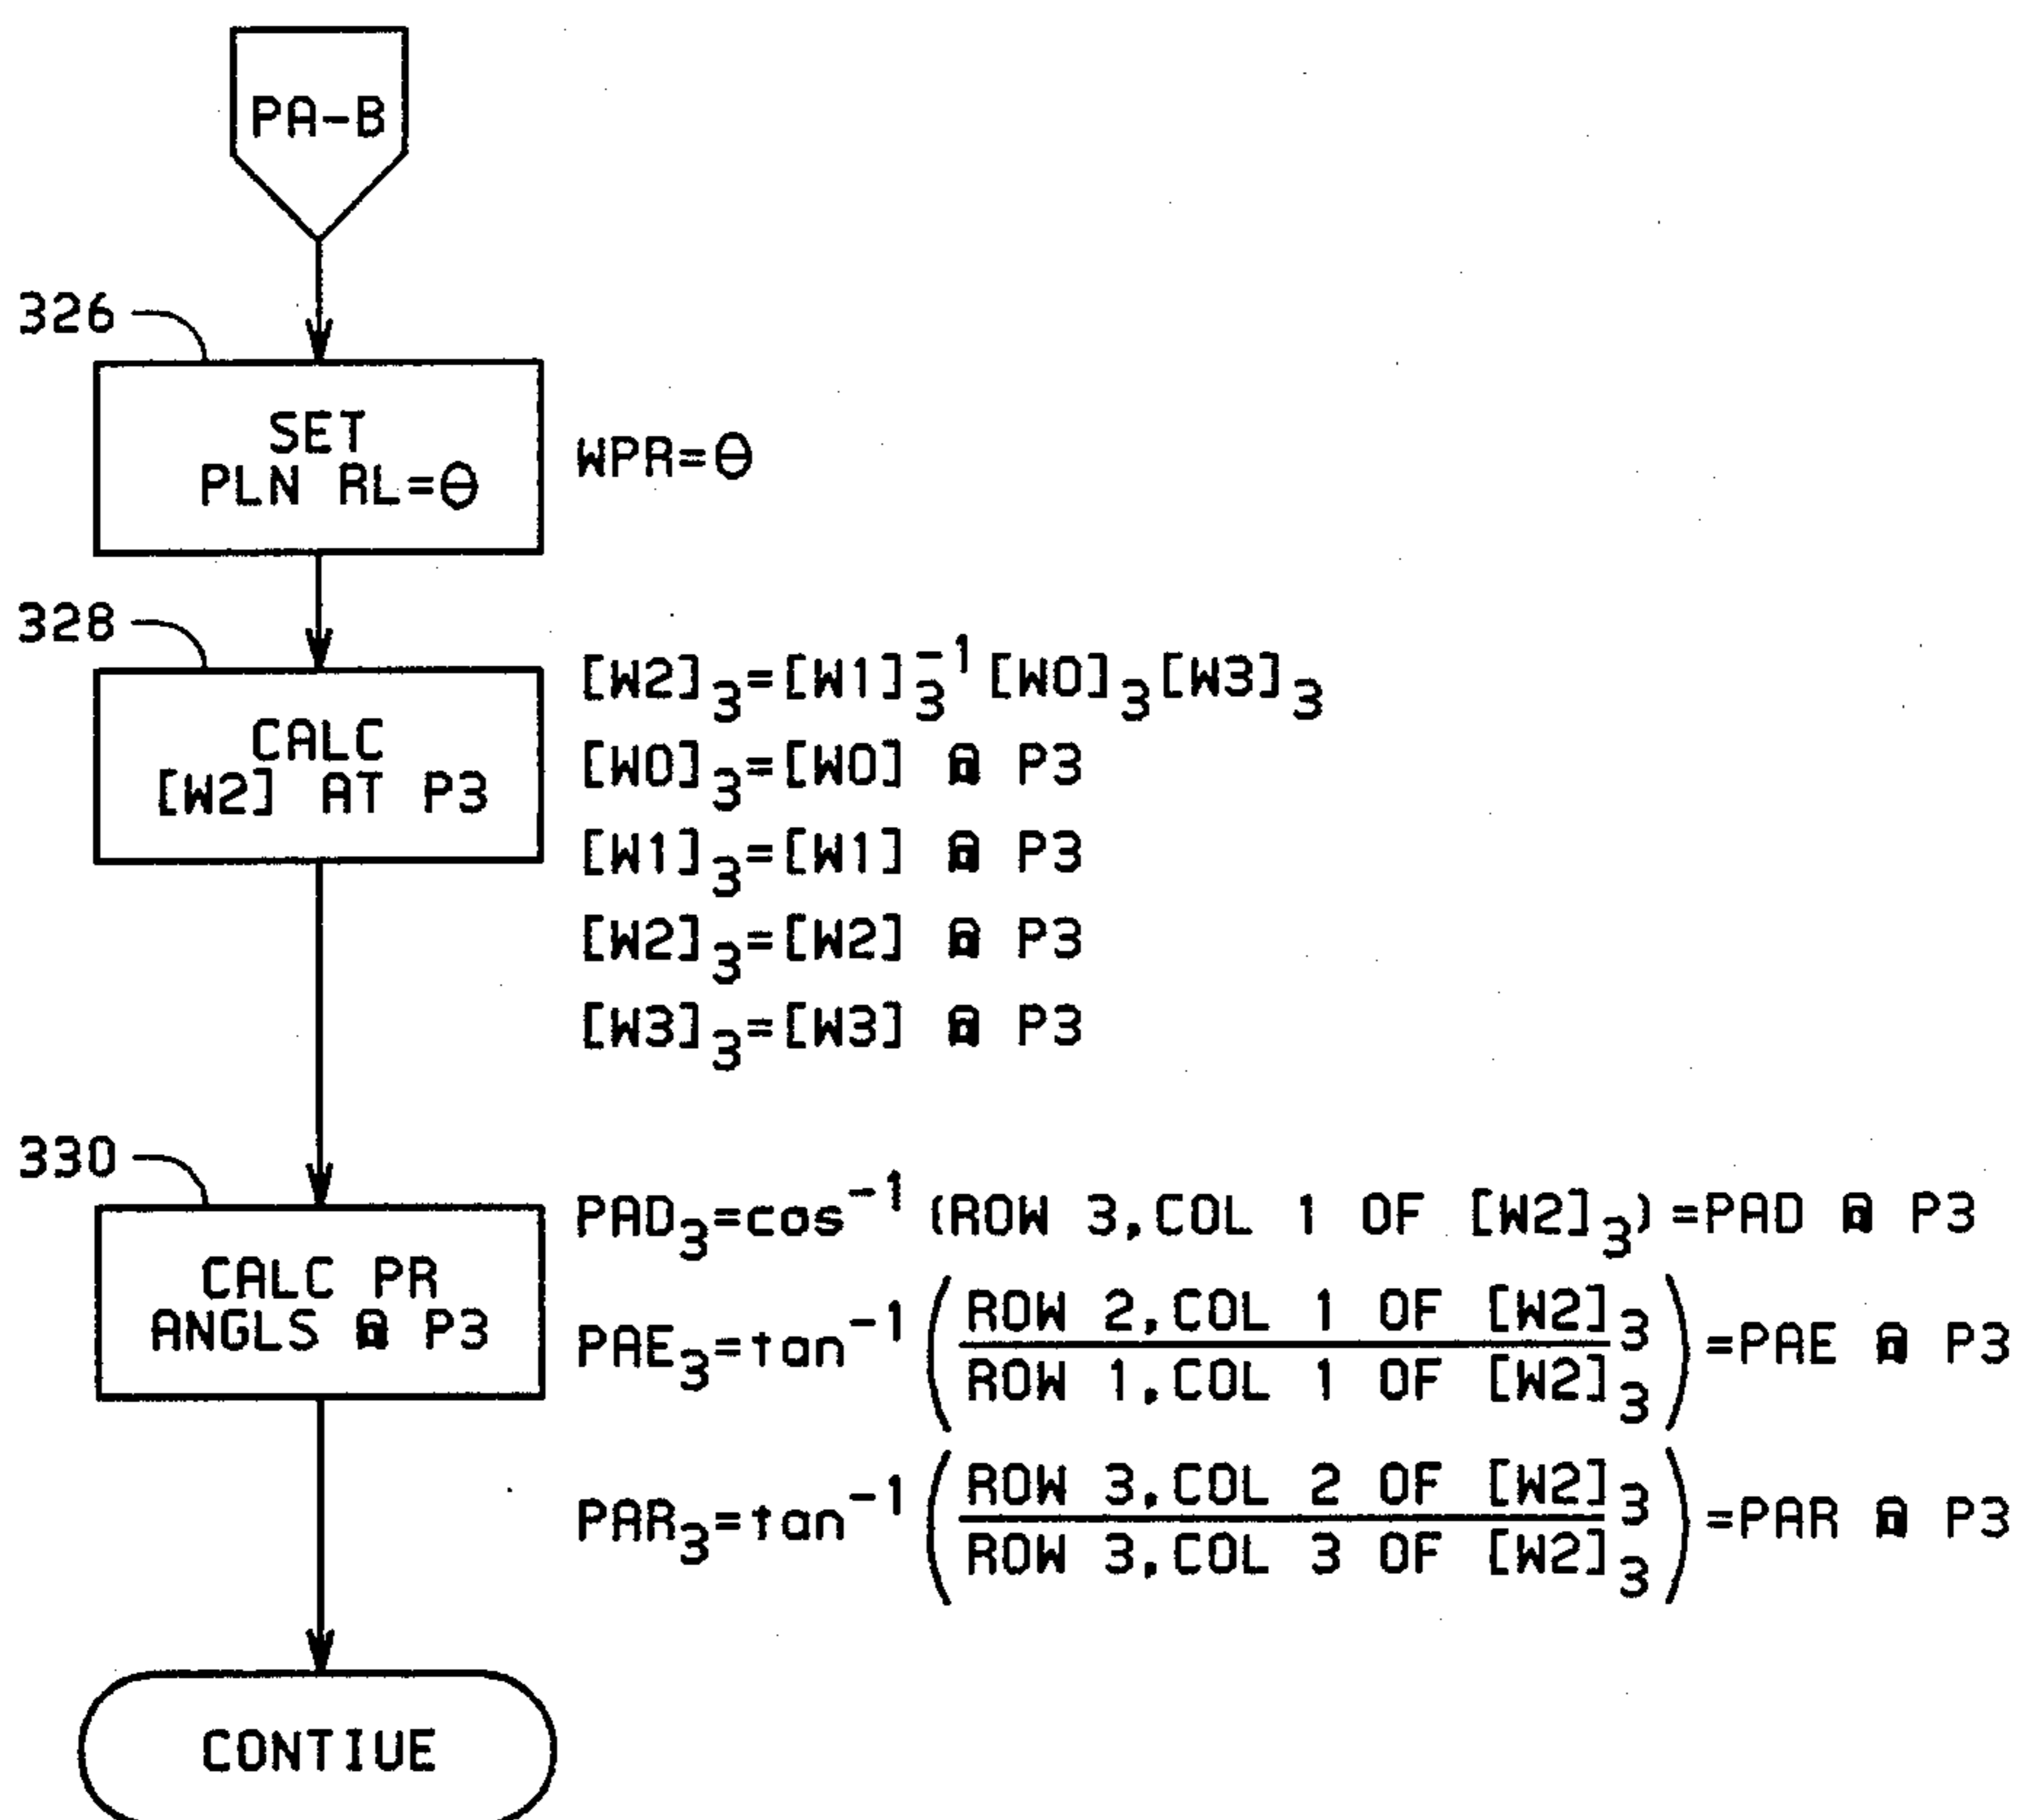 PA-B
326
SET
PLN RL=Θ
WPR=Θ
328
CALC
[W2] AT P3
[W2]₃=[W1]₃⁻¹[W0]₃[W3]₃
[W0]₃=[W0] @ P3
[W1]₃=[W1] @ P3
[W2]₃=[W2] @ P3
[W3]₃=[W3] @ P3
330
CALC PR
ANGLS @ P3
PAD₃=cos⁻¹(ROW 3,COL 1 OF [W2]₃)=PAD @ P3
PAE₃=tan⁻¹(ROW 2,COL 1 OF [W2]₃/ROW 1,COL 1 OF [W2]₃)=PAE @ P3
PAR₃=tan⁻¹(ROW 3,COL 2 OF [W2]₃/ROW 3,COL 3 OF [W2]₃)=PAR @ P3
CONTIUE